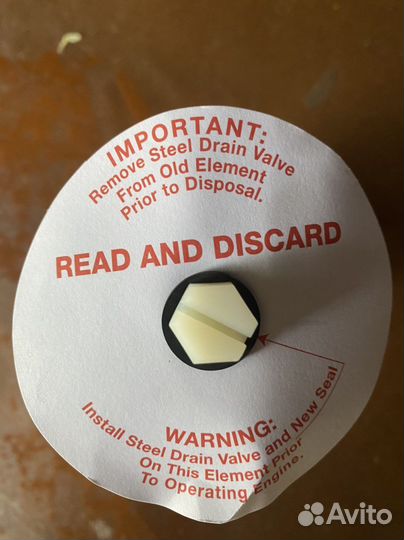 IMPORTANT:
Remove Steel Drain Valve
From Old Element
Prior to Disposal.
READ AND DISCARD
WARNING:
Install Steel Drain Valve and New Seal
On This Element Prior
To Operating Engine.
Avito